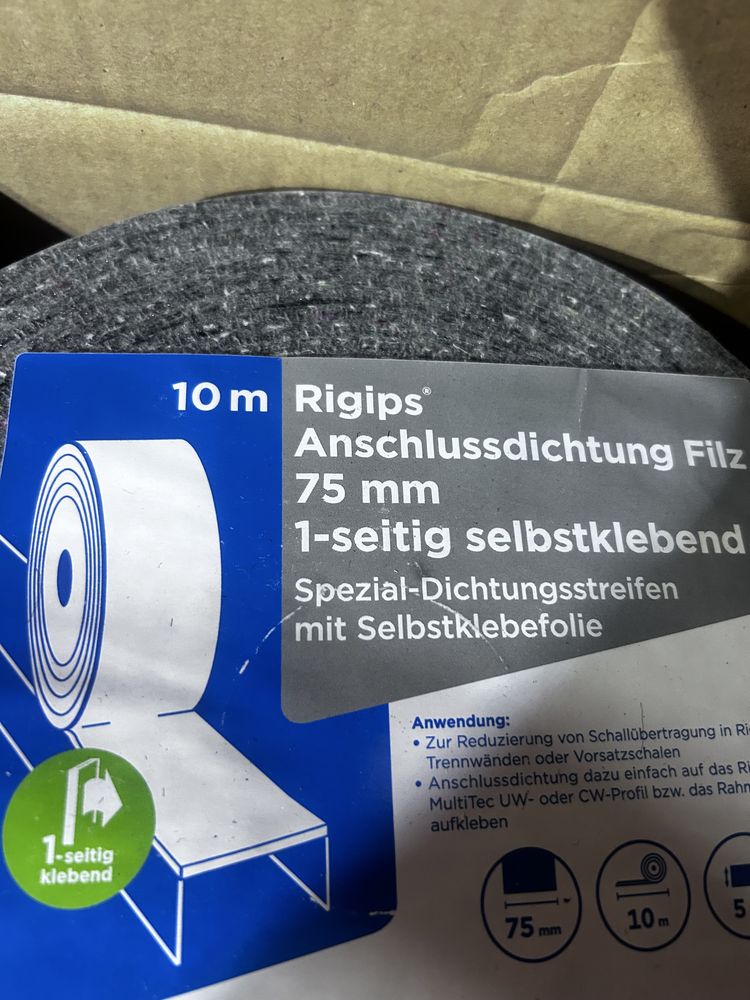 10 m
Rigips®
Anschlussdichtung Filz
75 mm
1-seitig selbstklebend
Spezial-Dichtungsstreifen
mit Selbstklebefolie
Anwendung:
• Zur Reduzierung von Schallübertragung in
Trennwänden oder Vorsatzschalen
• Anschlussdichtung dazu einfach auf das
MultiTec UW- oder CW-Profil bzw. das
aufkleben
1-seitig
klebend
75 mm
10 m
5